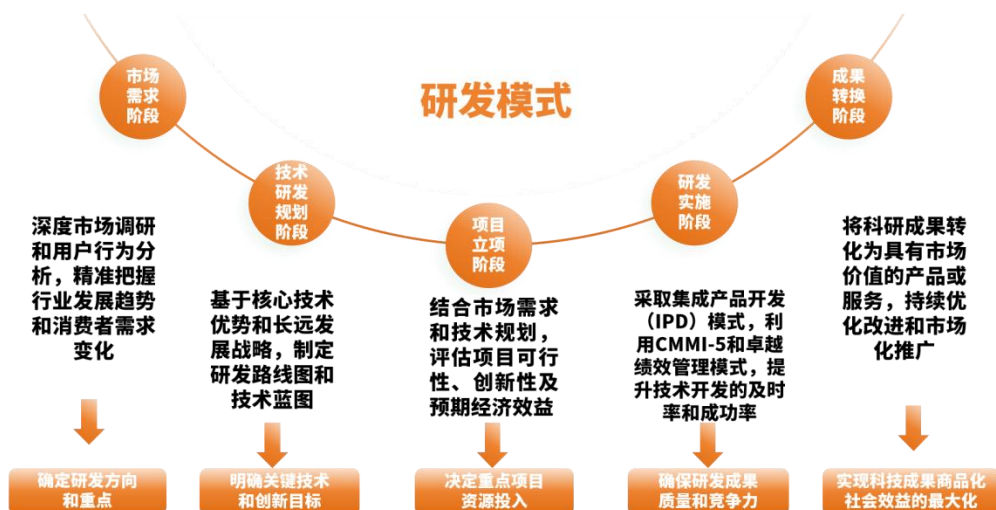 研发模式
市场
需求
阶段
深度市场调研
和用户行为分
析，精准把握
行业发展趋势
和消费者需求
变化
确定研发方向
和重点
技术
研发
规划
阶段
基于核心技术
优势和长远发
展战略，制定
研发路线图和
技术蓝图
明确关键技术
和创新目标
项目
立项
阶段
结合市场需求
和技术规划，
评估项目可行
性、创新性及
预期经济效益
决定重点项目
资源投入
研发
实施
阶段
采取集成产品开发
（IPD）模式，利
用CMMI-5和卓越
绩效管理模式，提
升技术开发的及时
率和成功率
确保研发成果
质量和竞争力
成果
转换
阶段
将科研成果转
化为具有市场
价值的产品或
服务，持续优
化改进和市场
化推广
实现科技成果商品化
社会效益的最大化